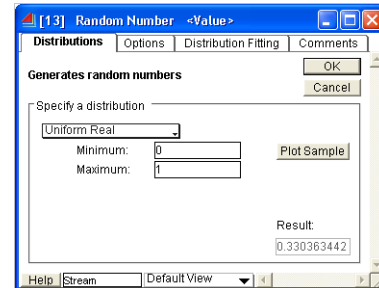 [13] Random Number <Value>
Distributions Options Distribution Fitting Comments
Generates random numbers
OK
Cancel
Specify a distribution
Uniform Real
Minimum: 0
Maximum: 1
Plot Sample
Result:
0.330363442
Help Stream Default View